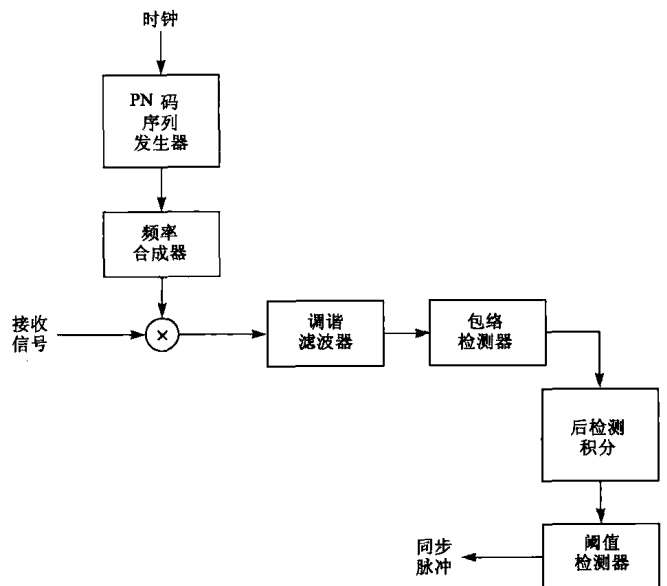 时钟
PN 码
序列
发生器
频率
合成器
接收
信号
×
调谐
滤波器
包络
检测器
后检测
积分
同步
脉冲
阈值
检测器